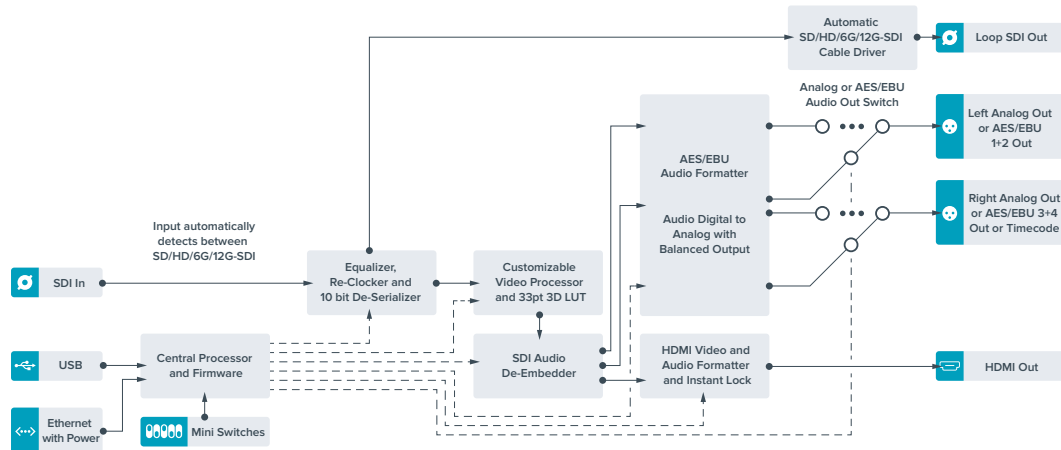 Automatic
SD/HD/6G/12G-SDI
Cable Driver
Loop SDI Out
Analog or AES/EBU
Audio Out Switch
Left Analog Out
or AES/EBU
1+2 Out
AES/EBU
Audio Formatter
Audio Digital to
Analog with
Balanced Output
Right Analog Out
or AES/EBU 3+4
Out or Timecode
Input automatically
detects between
SD/HD/6G/12G-SDI
SDI In
Equalizer,
Re-Clocker and
10 bit De-Serializer
Customizable
Video Processor
and 33pt 3D LUT
USB
Central Processor
and Firmware
SDI Audio
De-Embedder
HDMI Video and
Audio Formatter
and Instant Lock
HDMI Out
Ethernet
with Power
Mini Switches